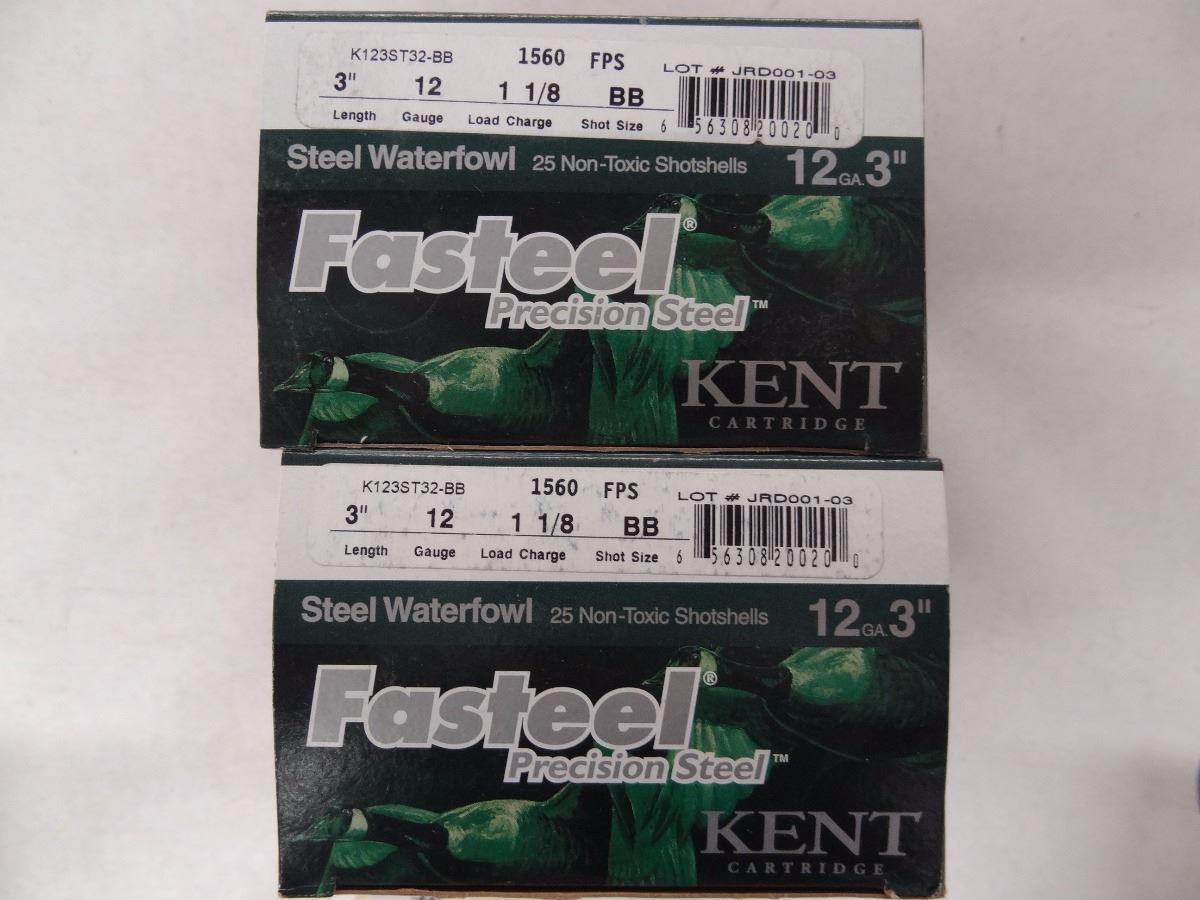 K123ST32-BB 1560 FPS LOT # JRD001-03
3" 12 1 1/8 BB
Length Gauge Load Charge Shot Size 6 56308 20020 0
Steel Waterfowl 25 Non-Toxic Shotshells 12 GA. 3"
Fasteel®
Precision Steel™
KENT
CARTRIDGE
K123ST32-BB 1560 FPS LOT # JRD001-03
3" 12 1 1/8 BB
Length Gauge Load Charge Shot Size 6 56308 20020 0
Steel Waterfowl 25 Non-Toxic Shotshells 12 GA. 3"
Fasteel®
Precision Steel™
KENT
CARTRIDGE